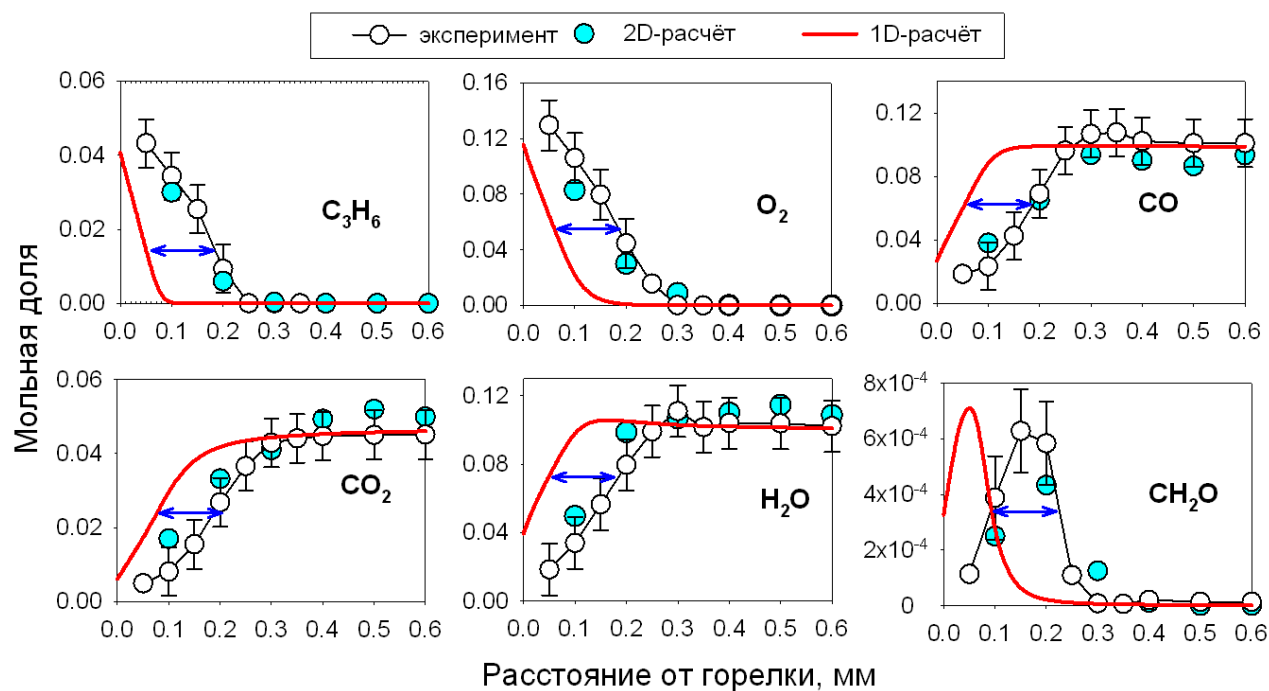 эксперимент 2D-расчёт 1D-расчёт
Мольная доля
0.06
0.04
0.02
0.00
C₃H₆
0.0 0.1 0.2 0.3 0.4 0.5 0.6
0.16
0.12
0.08
0.04
0.00
O₂
0.0 0.1 0.2 0.3 0.4 0.5 0.6
0.12
0.08
0.04
0.00
CO
0.0 0.1 0.2 0.3 0.4 0.5 0.6
0.06
0.04
0.02
0.00
CO₂
0.0 0.1 0.2 0.3 0.4 0.5 0.6
0.12
0.08
0.04
0.00
H₂O
0.0 0.1 0.2 0.3 0.4 0.5 0.6
8x10⁻⁴
6x10⁻⁴
4x10⁻⁴
2x10⁻⁴
0
CH₂O
0.0 0.1 0.2 0.3 0.4 0.5 0.6
Расстояние от горелки, мм